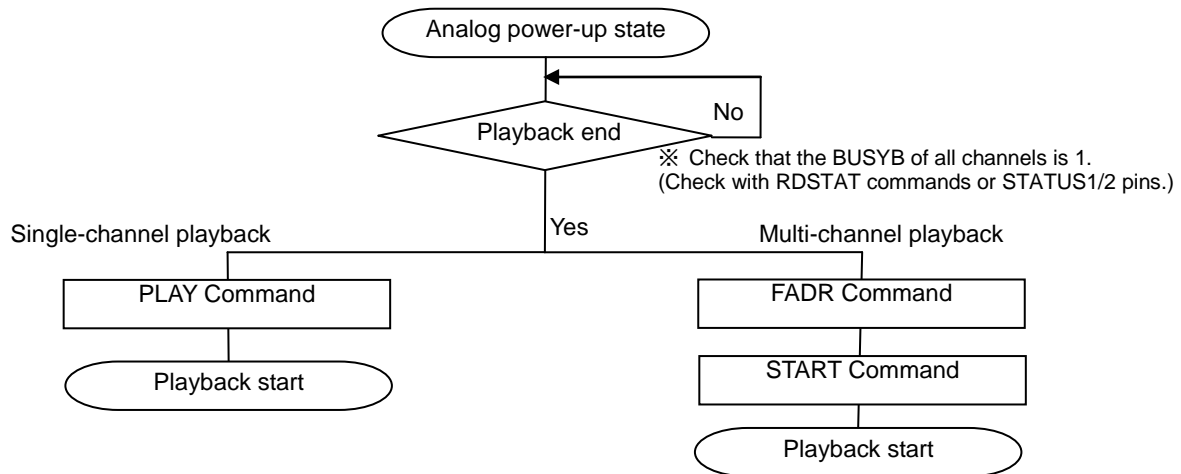 Analog power-up state
No
Playback end
※ Check that the BUSYB of all channels is 1.
(Check with RDSTAT commands or STATUS1/2 pins.)
Yes
Single-channel playback
Multi-channel playback
PLAY Command
FADR Command
Playback start
START Command
Playback start